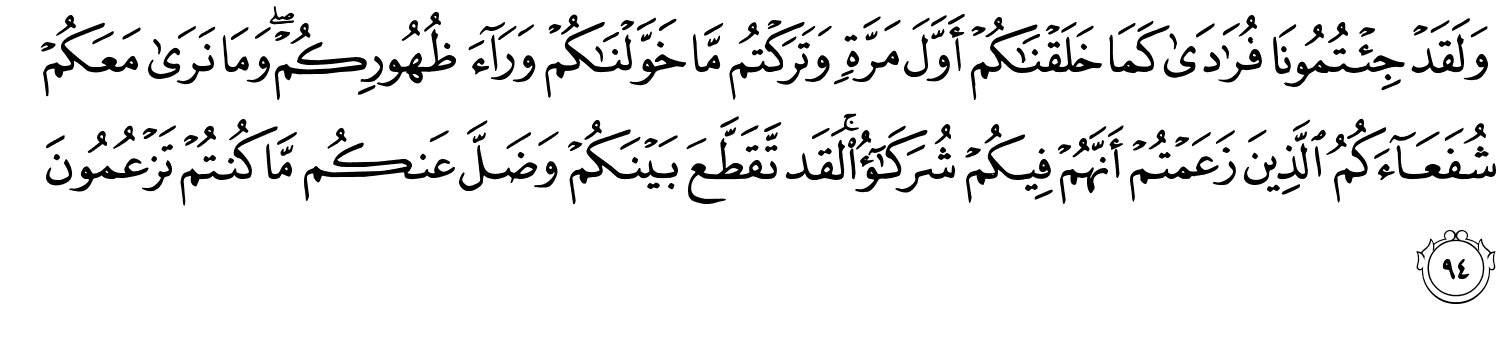 وَلَقَدۡ جِئۡتُمُونَا فُرَٰدَىٰ كَمَا خَلَقۡنَٰكُمۡ أَوَّلَ مَرَّةٖ وَتَرَكۡتُم مَّا خَوَّلۡنَٰكُمۡ وَرَآءَ ظُهُورِكُمۡۖ وَمَا نَرَىٰ مَعَكُمۡ
شُفَعَآءَكُمُ ٱلَّذِينَ زَعَمۡتُمۡ أَنَّهُمۡ فِيكُمۡ شُرَكَٰٓؤُاْۚ لَقَد تَّقَطَّعَ بَيۡنَكُمۡ وَضَلَّ عَنكُم مَّا كُنتُمۡ تَزۡعُمُونَ
٩٤